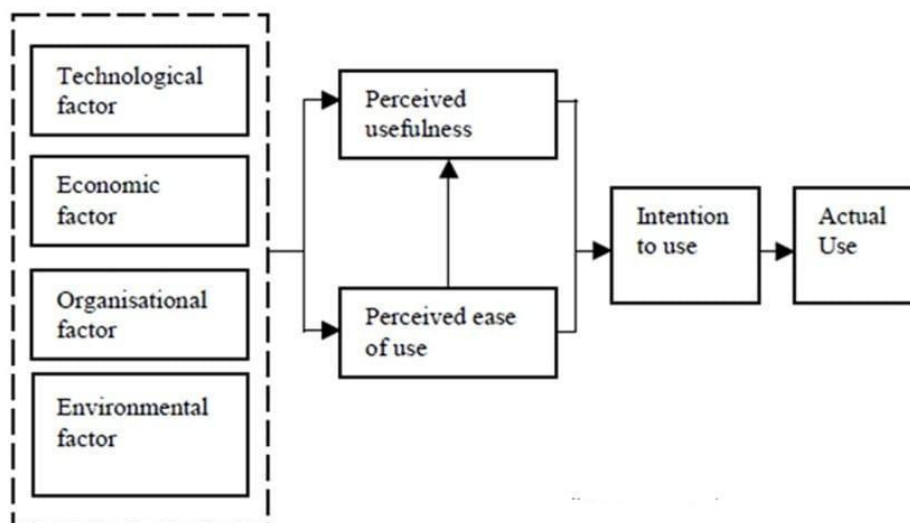 Technological
factor
Economic
factor
Organisational
factor
Environmental
factor
Perceived
usefulness
Perceived ease
of use
Intention
to use
Actual
Use